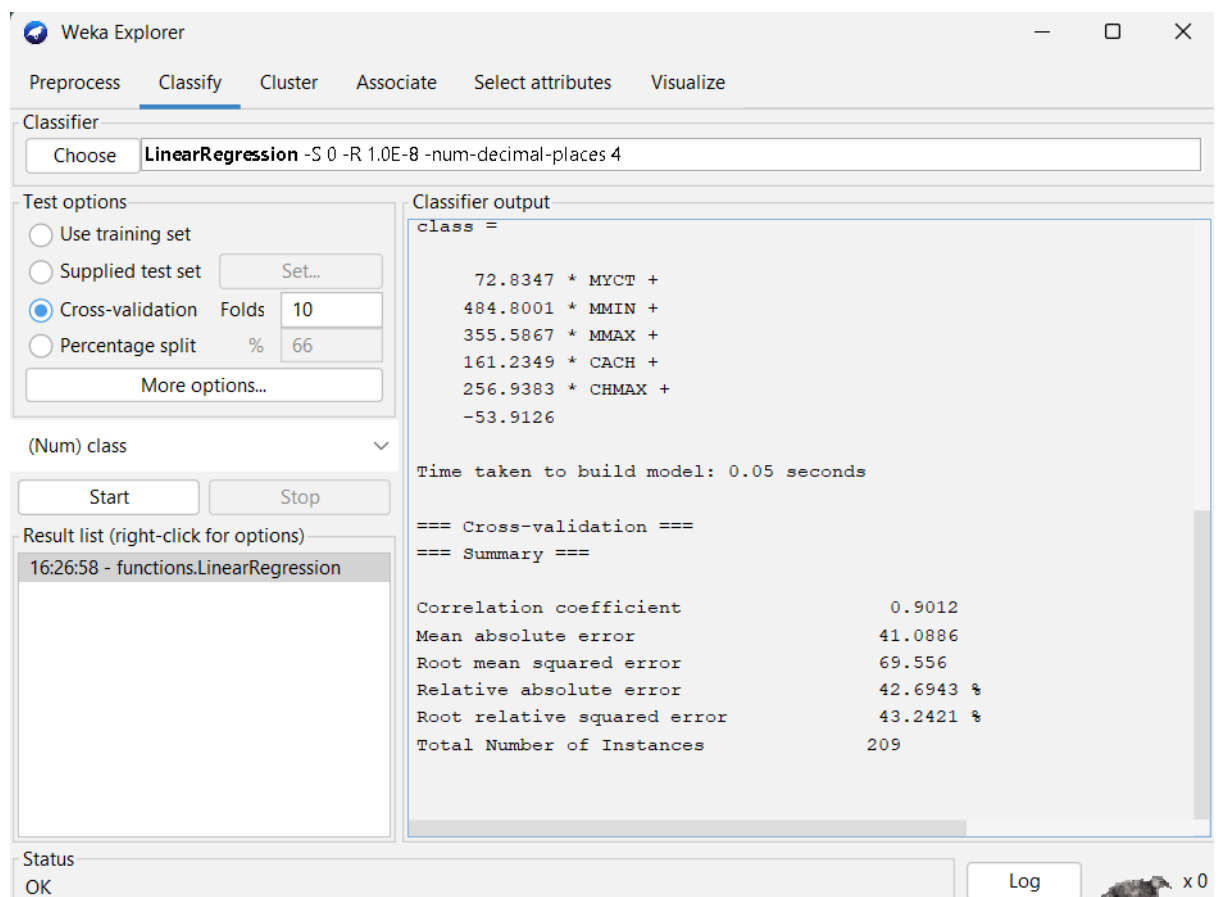 Weka Explorer
Preprocess Classify Cluster Associate Select attributes Visualize
Classifier
Choose LinearRegression -S 0 -R 1.0E-8 -num-decimal-places 4
Test options
Use training set
Supplied test set Set...
Cross-validation Folds 10
Percentage split % 66
More options...
(Num) class
Start Stop
Result list (right-click for options)
16:26:58 - functions.LinearRegression
Classifier output
class =
72.8347 * MYCT +
484.8001 * MMIN +
355.5867 * MMAX +
161.2349 * CACH +
256.9383 * CHMAX +
-53.9126
Time taken to build model: 0.05 seconds
=== Cross-validation ===
=== Summary ===
Correlation coefficient 0.9012
Mean absolute error 41.0886
Root mean squared error 69.556
Relative absolute error 42.6943 %
Root relative squared error 43.2421 %
Total Number of Instances 209
Status
OK
Log
x 0